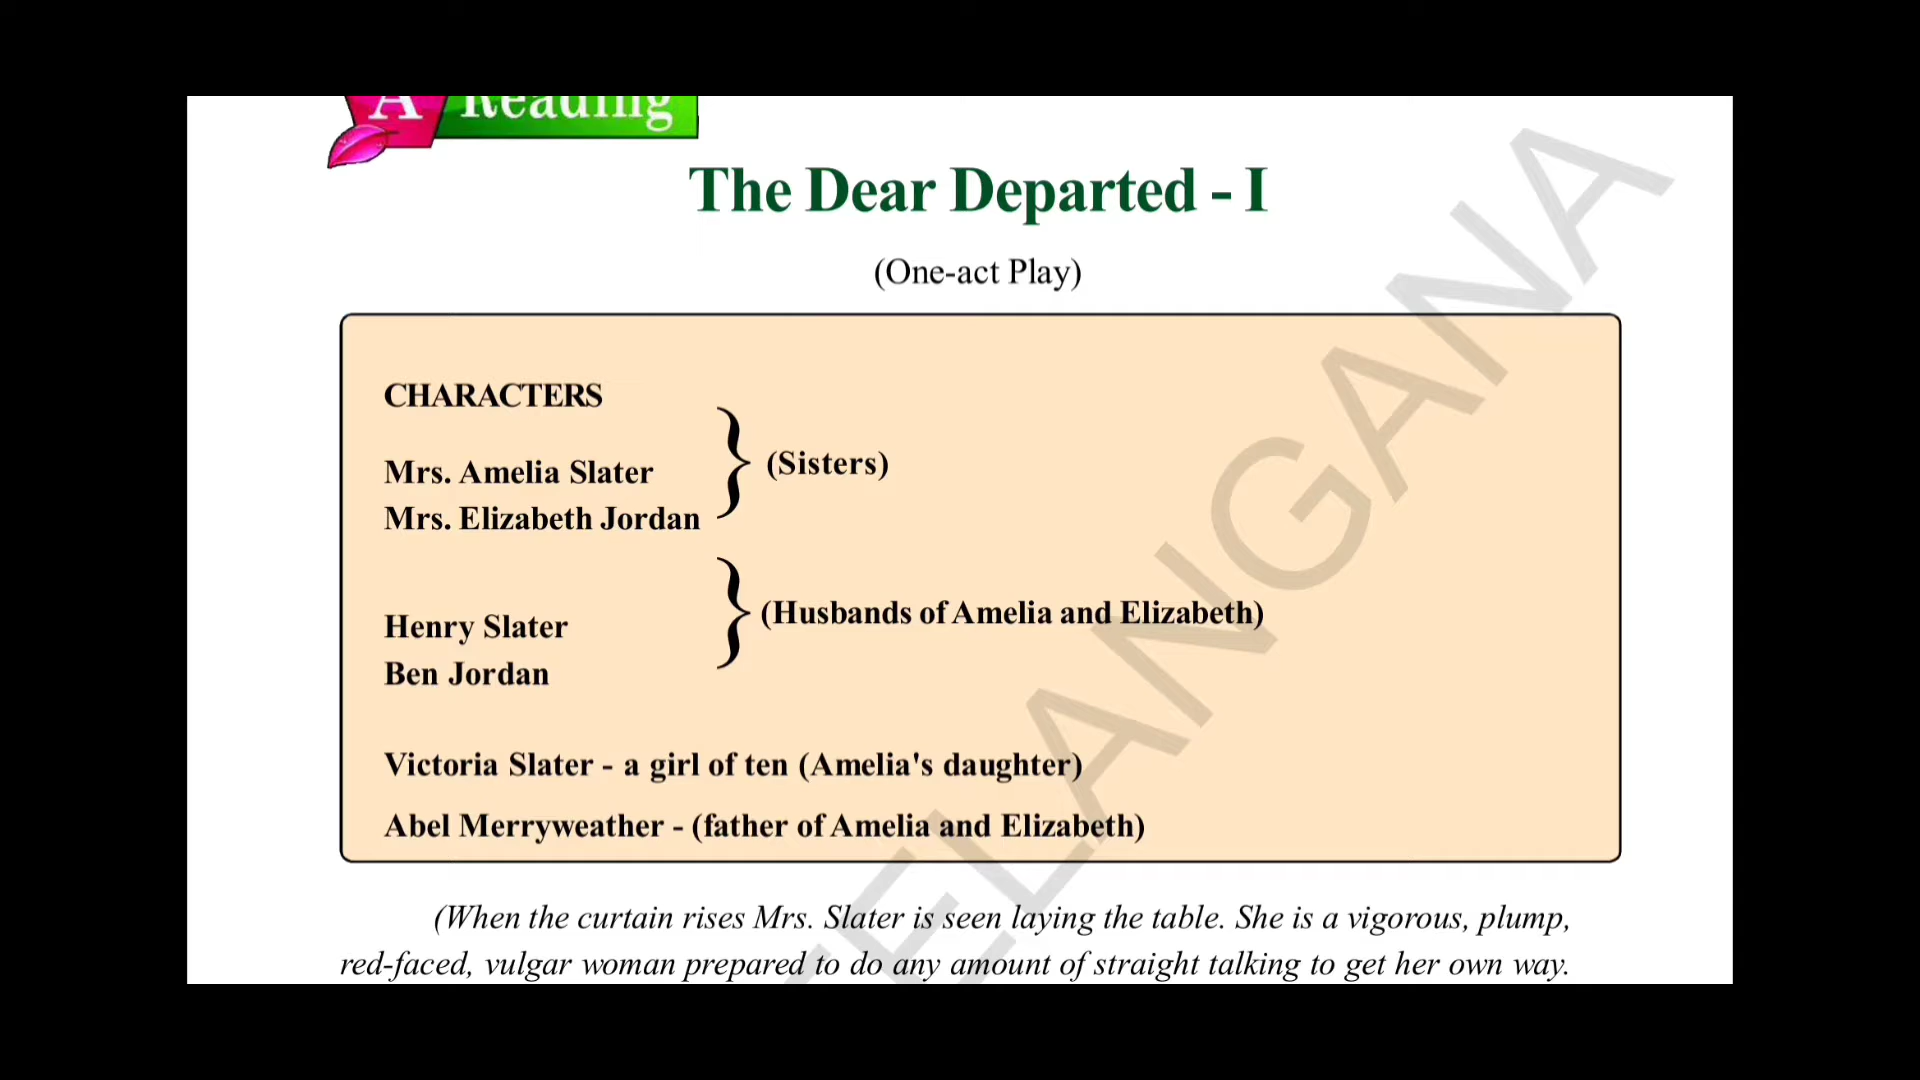 A Reading
The Dear Departed - I
(One-act Play)
CHARACTERS
Mrs. Amelia Slater
Mrs. Elizabeth Jordan
(Sisters)
Henry Slater
Ben Jordan
(Husbands of Amelia and Elizabeth)
Victoria Slater - a girl of ten (Amelia's daughter)
Abel Merryweather - (father of Amelia and Elizabeth)
(When the curtain rises Mrs. Slater is seen laying the table. She is a vigorous, plump,
red-faced, vulgar woman prepared to do any amount of straight talking to get her own way.
TELANGANA